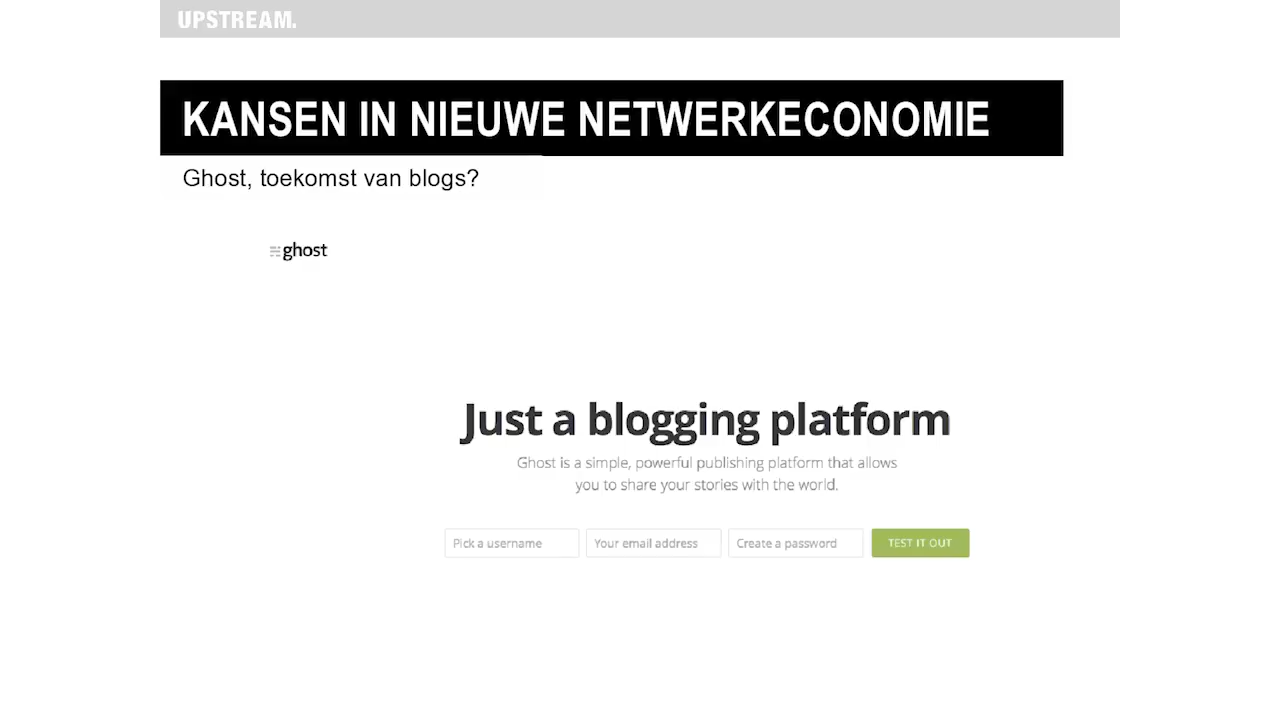 UPSTREAM.
KANSEN IN NIEUWE NETWERKECONOMIE
Ghost, toekomst van blogs?
ghost
Just a blogging platform
Ghost is a simple, powerful publishing platform that allows
you to share your stories with the world.
Pick a username Your email address Create a password TEST IT OUT